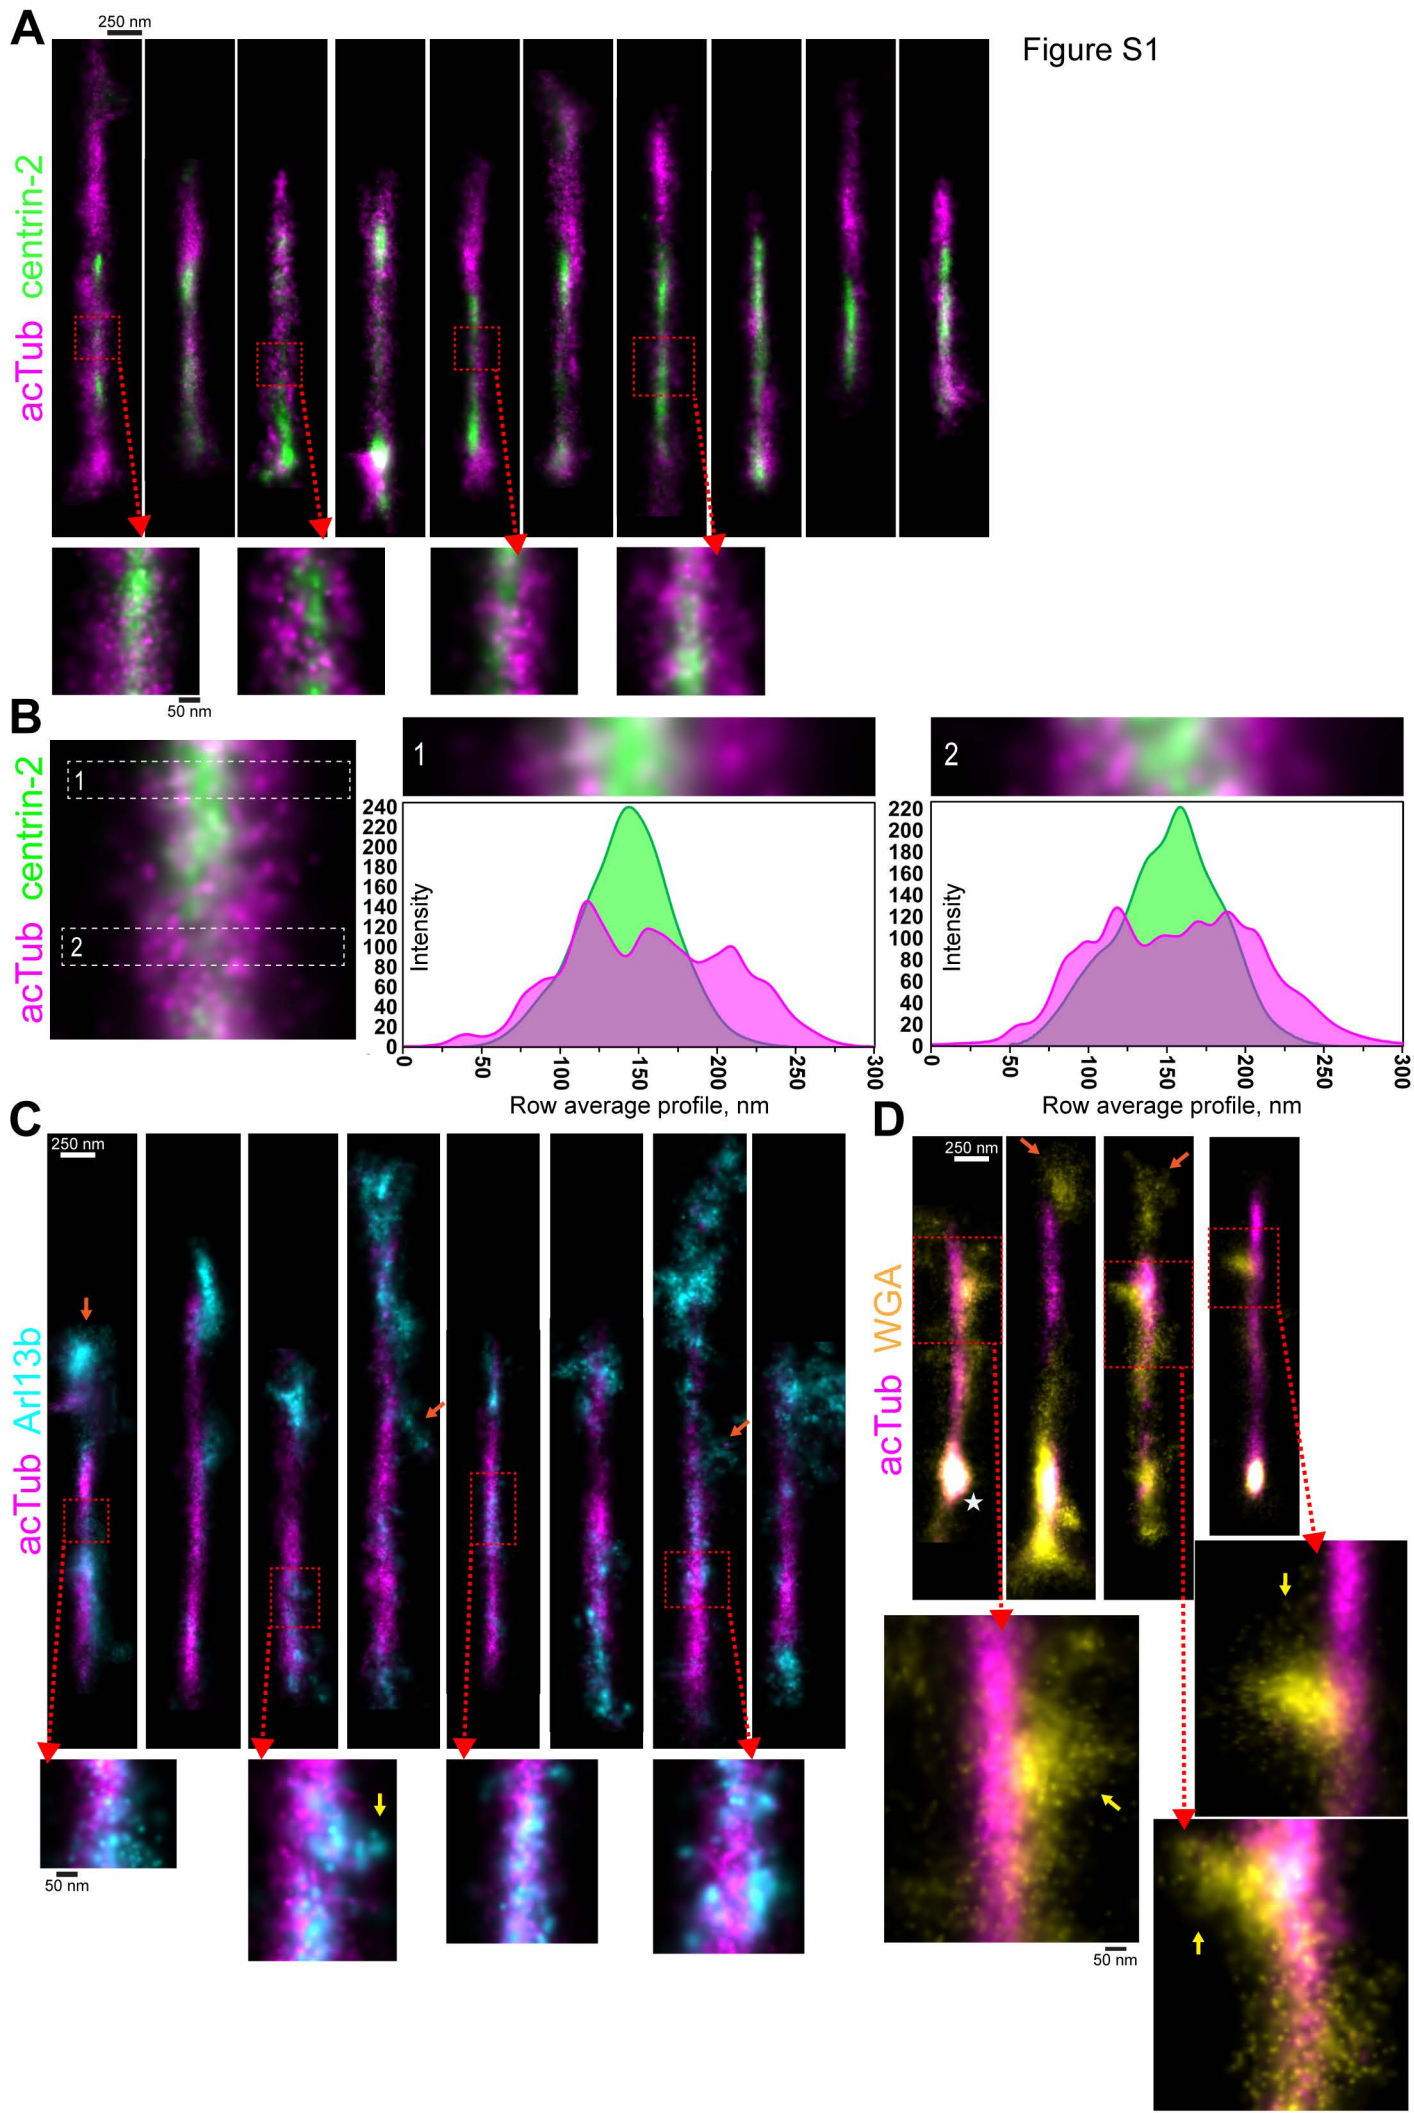 A
250 nm
Figure S1
acTub centrin-2
50 nm
B
acTub centrin-2
1
2
1
240
220
200
180
160
140
120
100
80
60
40
20
0
Intensity
0 50 100 150 200 250 300
Row average profile, nm
2
220
200
180
160
140
120
100
80
60
40
20
0
Intensity
0 50 100 150 200 250 300
Row average profile, nm
C
250 nm
acTub Arl13b
50 nm
D
250 nm
acTub WGA
50 nm